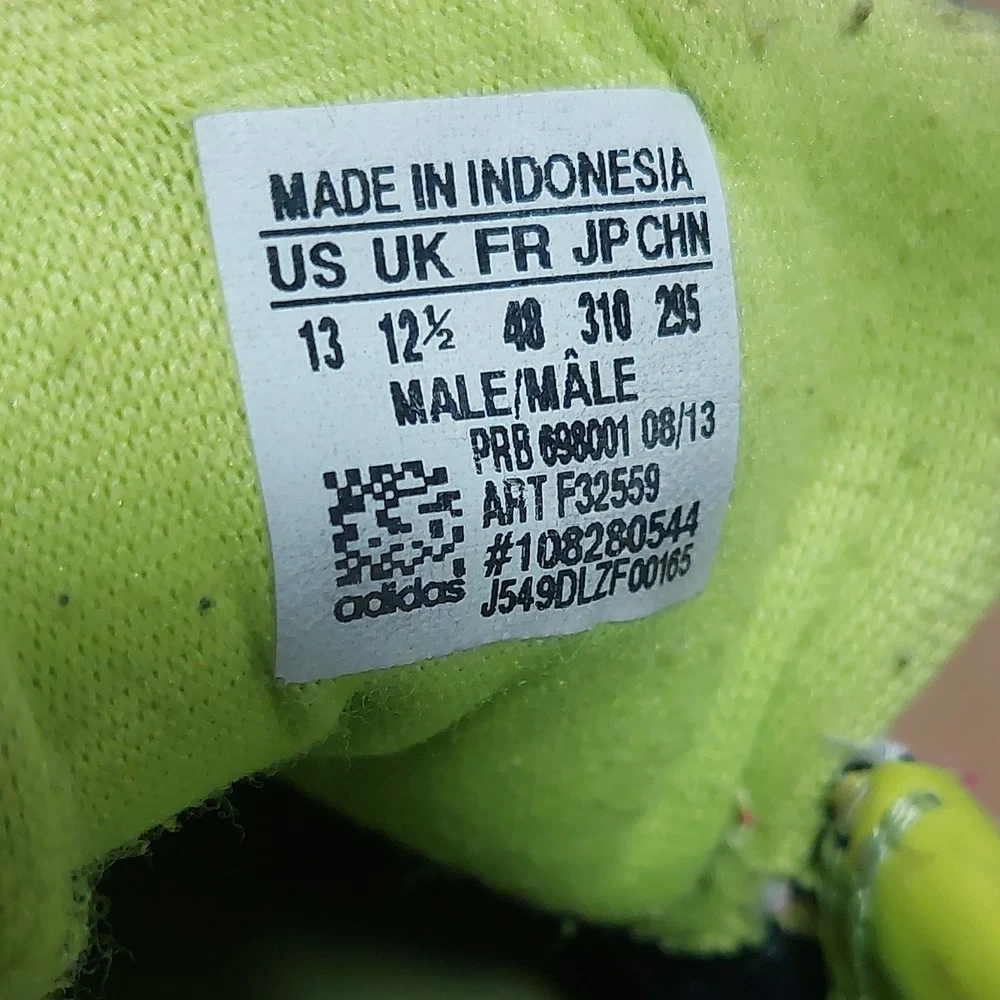 MADE IN INDONESIA
US UK FR JP CHN
13 12½ 48 310 295
MALE/MÂLE
PRB 698001 08/13
ART F32559
#108280544
J549DLZF00165
adidas